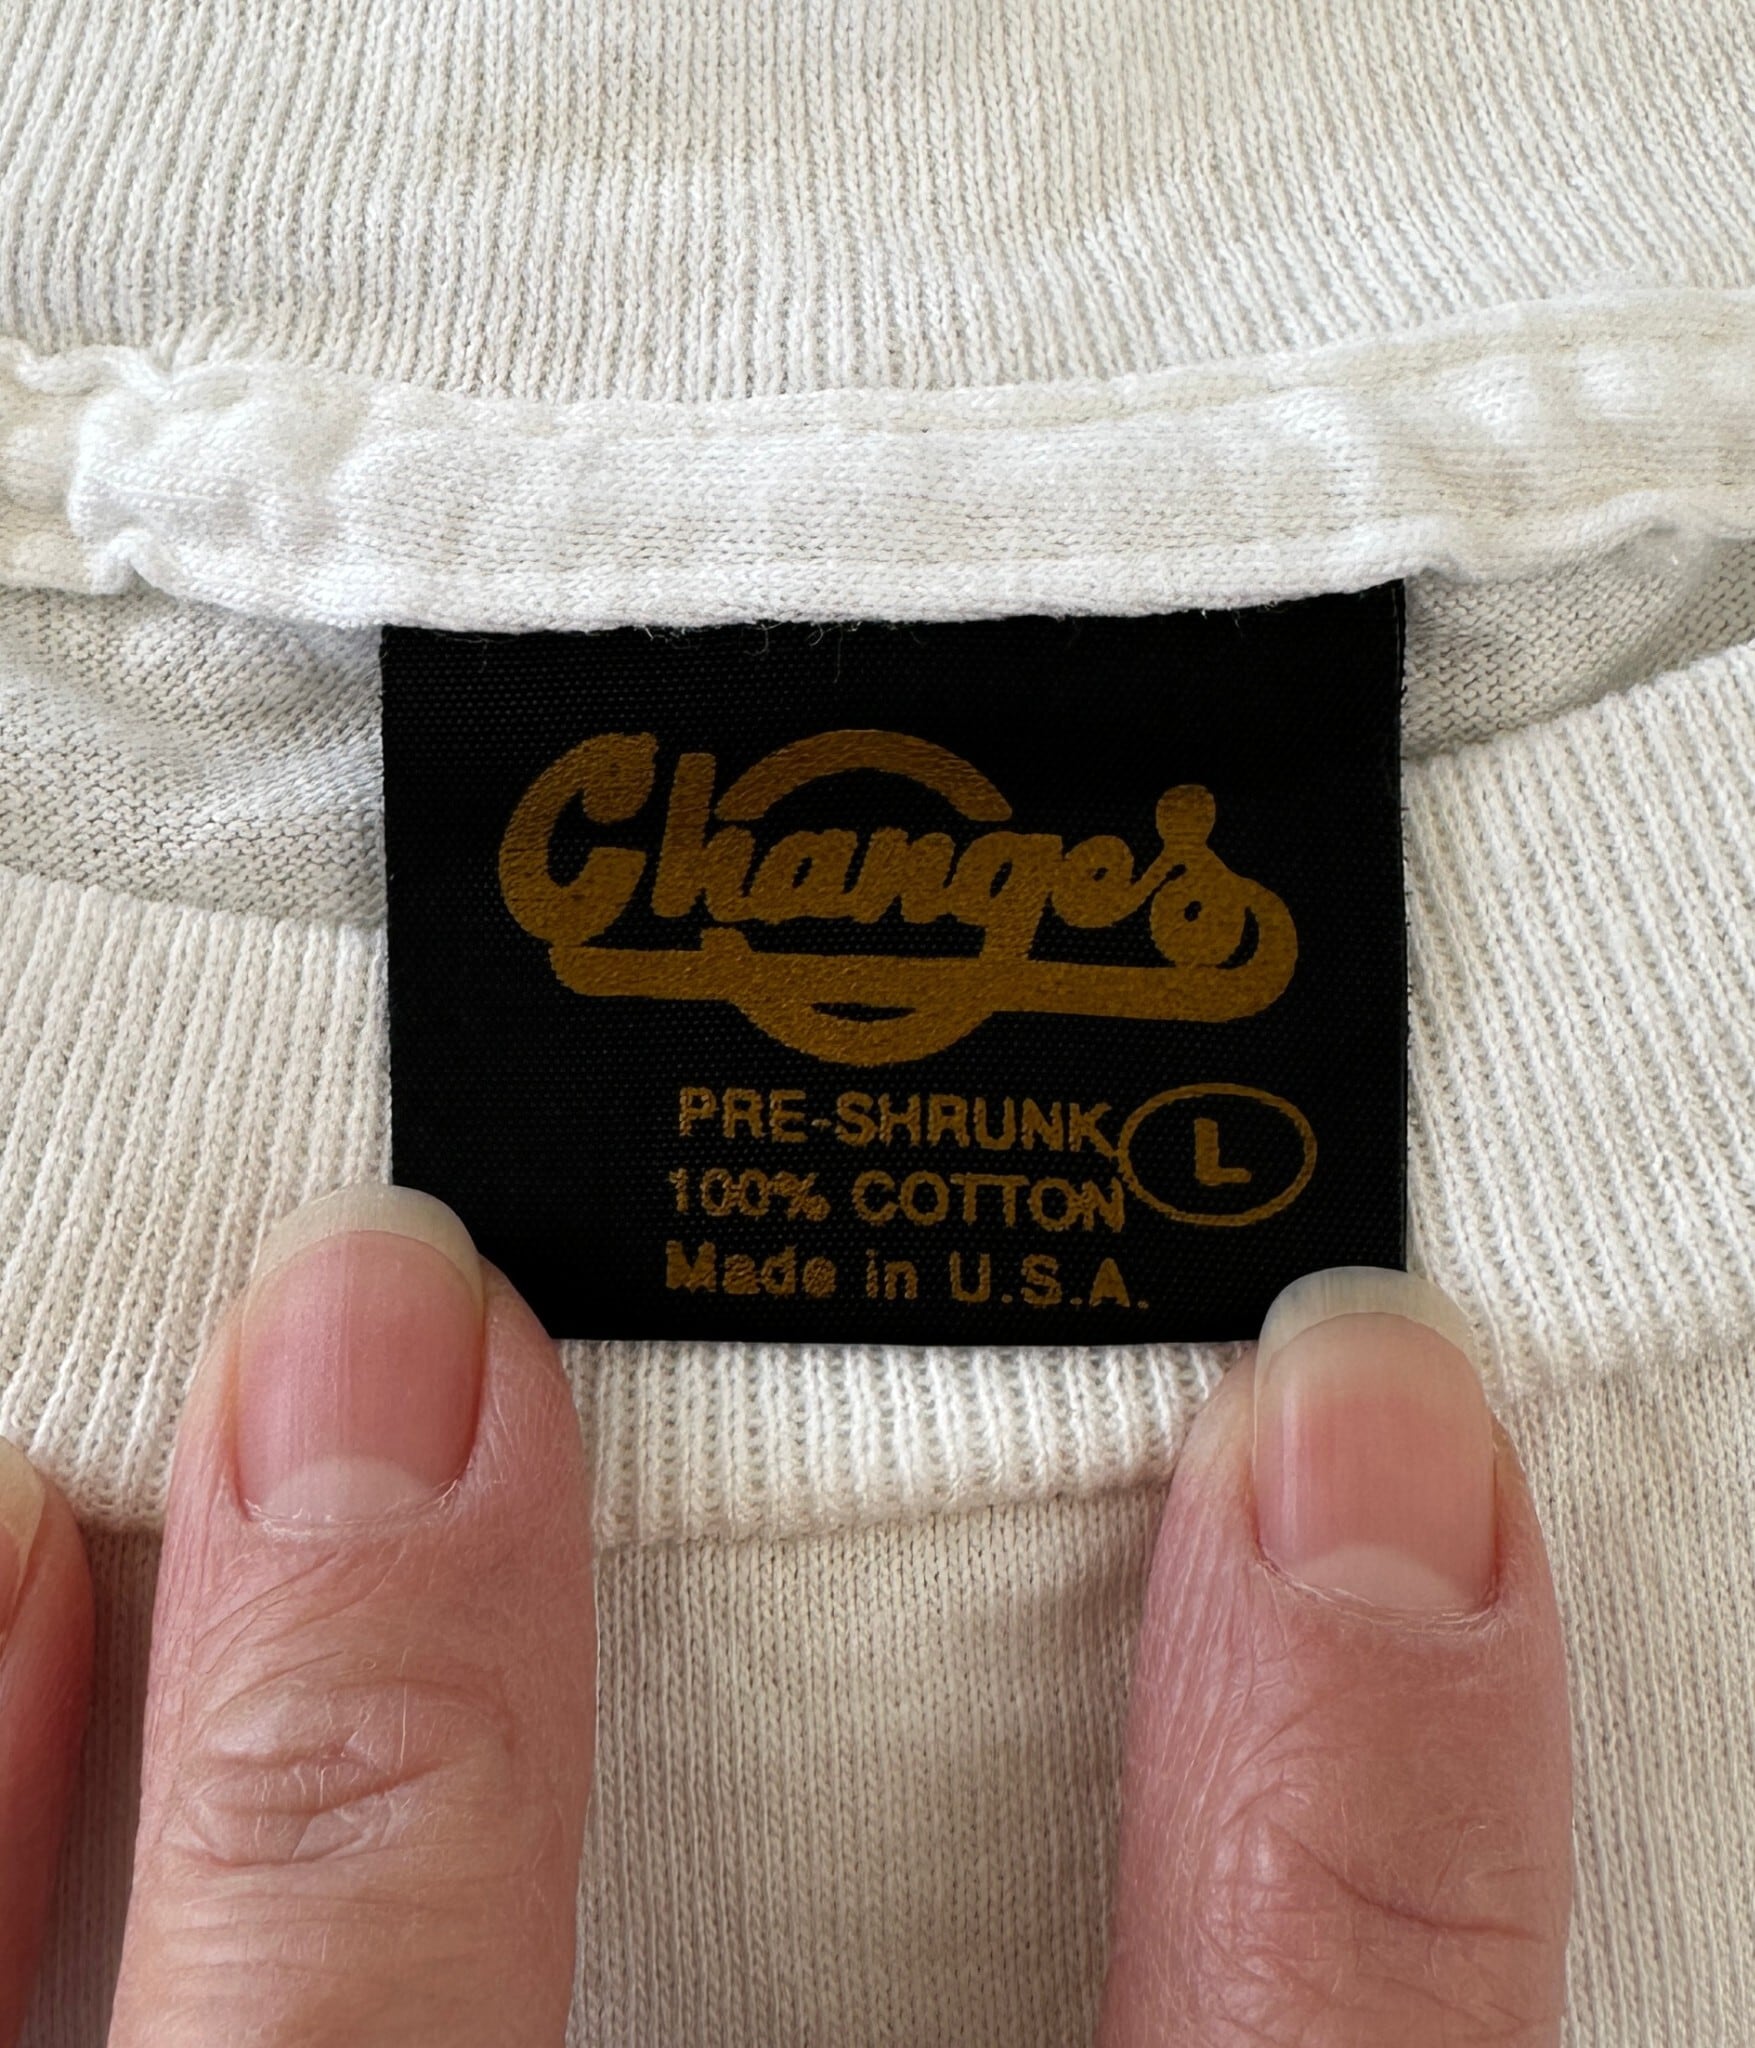 Changes
PRE-SHRUNK
100% COTTON
L
Made in U.S.A.